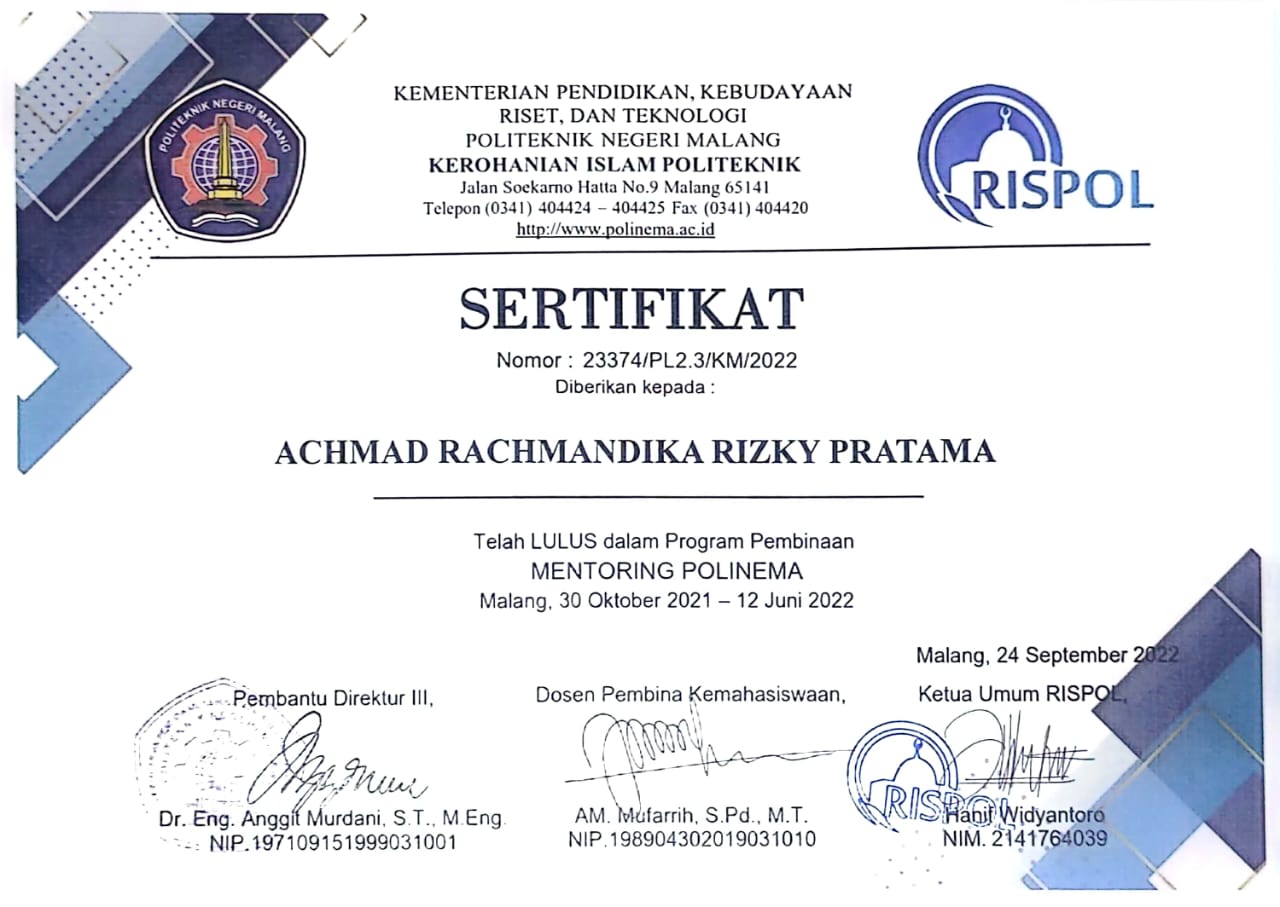 POLITEKNIK NEGERI MALANG
KEMENTERIAN PENDIDIKAN, KEBUDAYAAN
RISET, DAN TEKNOLOGI
POLITEKNIK NEGERI MALANG
KEROHANIAN ISLAM POLITEKNIK
Jalan Soekarno Hatta No.9 Malang 65141
Telepon (0341) 404424 – 404425 Fax (0341) 404420
http://www.polinema.ac.id
RISPOL
SERTIFIKAT
Nomor : 23374/PL2.3/KM/2022
Diberikan kepada :
ACHMAD RACHMANDIKA RIZKY PRATAMA
Telah LULUS dalam Program Pembinaan
MENTORING POLINEMA
Malang, 30 Oktober 2021 – 12 Juni 2022
Malang, 24 September 2022
Pembantu Direktur III,
Dr. Eng. Anggit Murdani, S.T., M.Eng.
NIP.197109151999031001
Dosen Pembina Kemahasiswaan,
AM. Mufarrih, S.Pd., M.T.
NIP.198904302019031010
Ketua Umum RISPOL,
RISPOL
Hanif Widyantoro
NIM. 2141764039